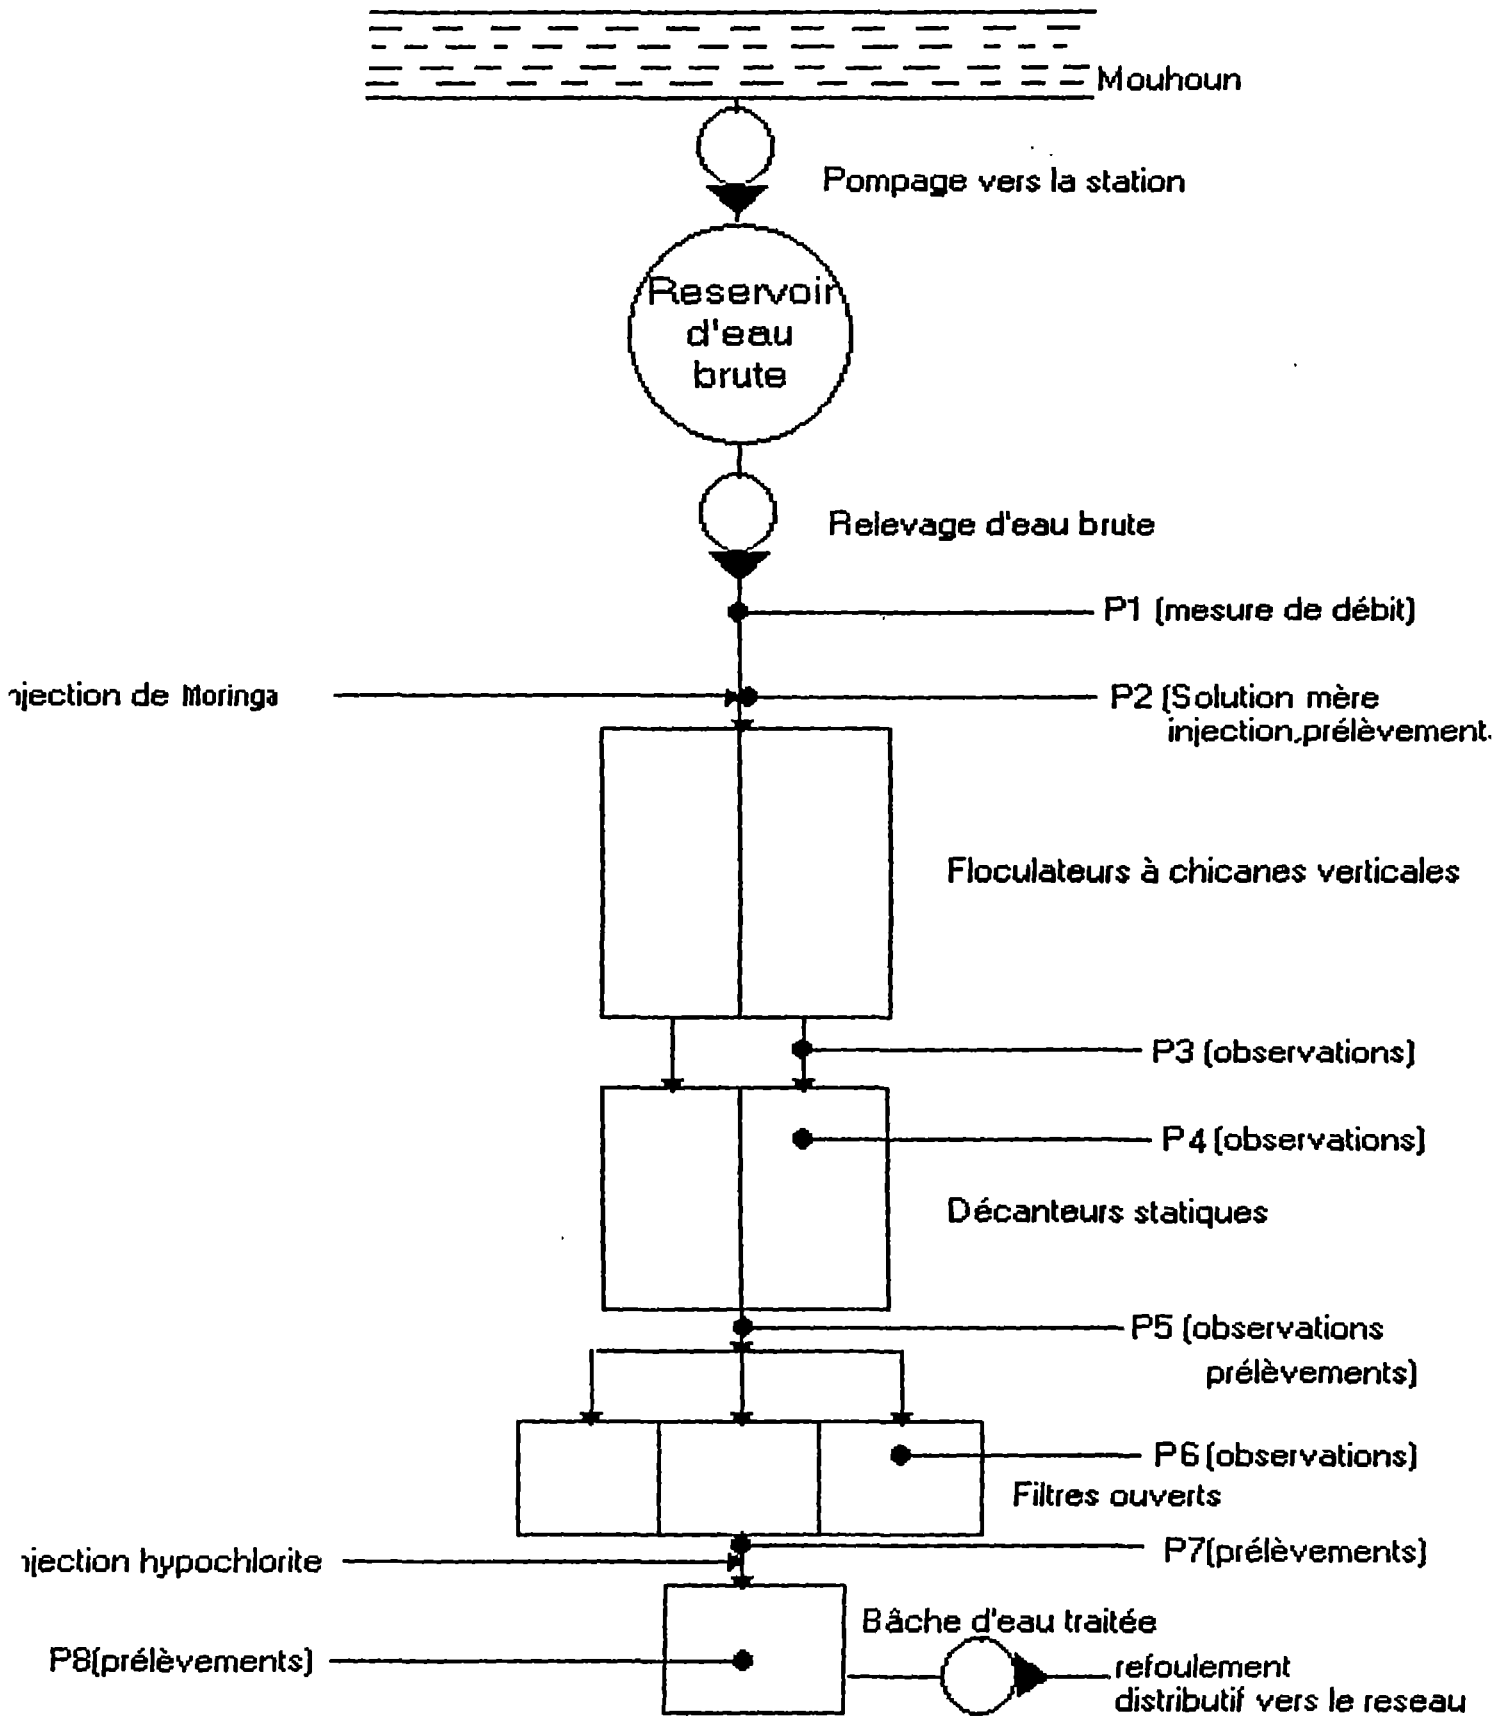 Mouhoun
Pompage vers la station
Reservoir
d'eau
brute
Relevage d'eau brute
P1 (mesure de débit)
njection de Moringa
P2 (Solution mère
injection,prélèvement.
Floculateurs à chicanes verticales
P3 (observations)
P4 (observations)
Décanteurs statiques
P5 (observations
prélèvements)
P6 (observations)
Filtres ouverts
P7(prélèvements)
njection hypochlorite
Bâche d'eau traitée
P8(prélèvements)
refoulement
distributif vers le reseau